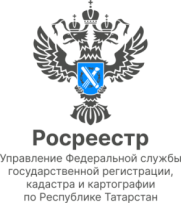 Росреестр
Управление Федеральной службы
государственной регистрации,
кадастра и картографии
по Республике Татарстан